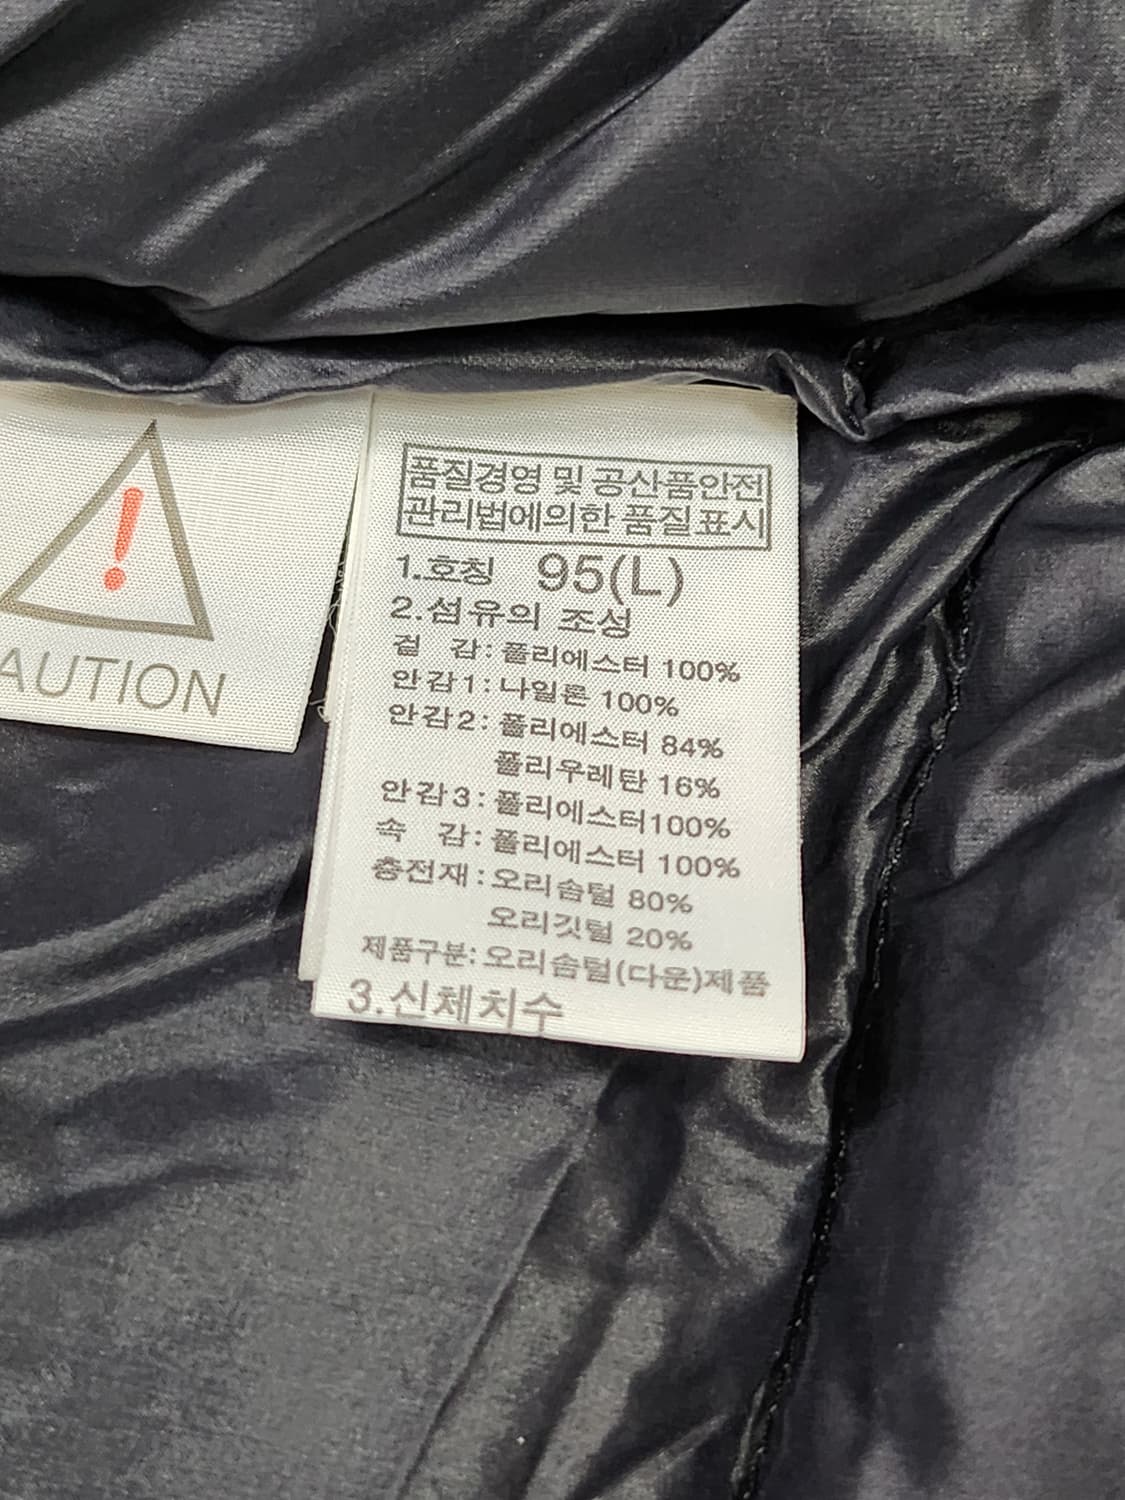 !
AUTION
품질경영 및 공산품안전
관리법에의한 품질표시
1.호칭 95(L)
2.섬유의 조성
겉 감: 폴리에스터 100%
안감1: 나일론 100%
안감2: 폴리에스터 84%
폴리우레탄 16%
안감3: 폴리에스터100%
속 감: 폴리에스터 100%
충전재: 오리솜털 80%
오리깃털 20%
제품구분: 오리솜털(다운)제품
3.신체치수